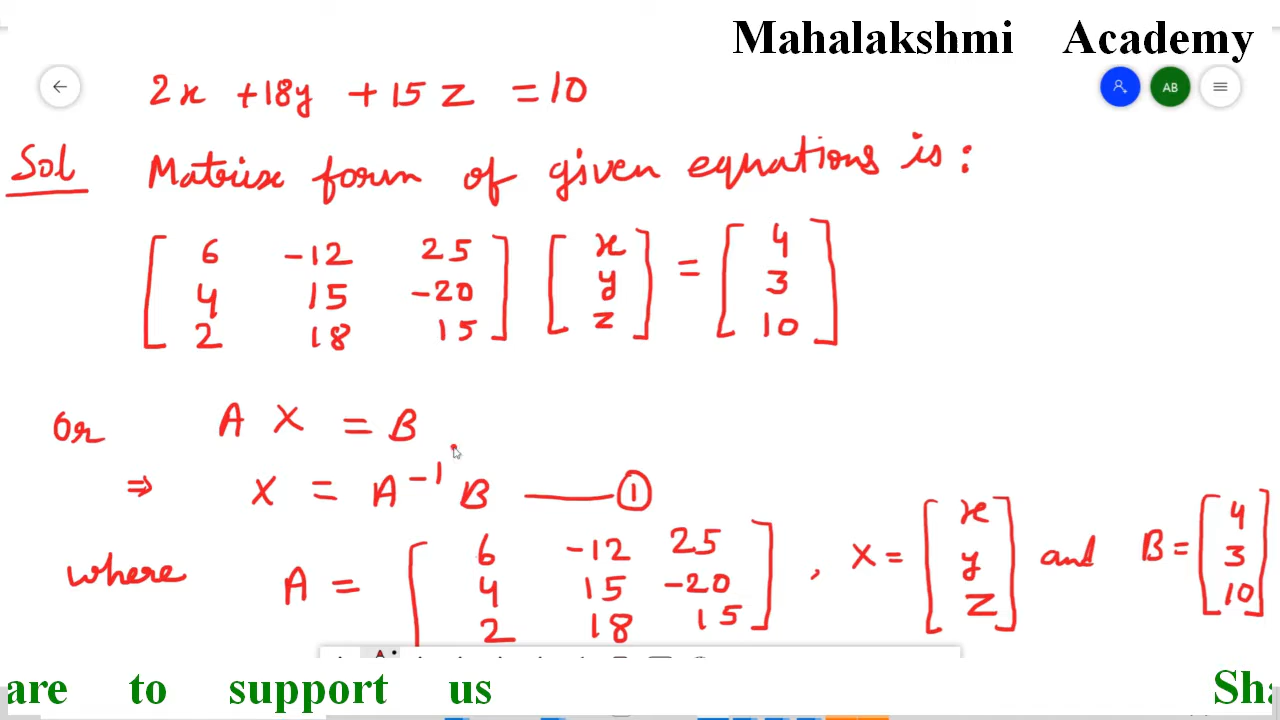 Mahalakshmi Academy
2x +18y +15z = 10
AB
Sol Matrix form of given equations is:
[ 6 -12 25 ] [ x ] = [ 4 ]
[ 4 15 -20 ] [ y ] [ 3 ]
[ 2 18 15 ] [ z ] [ 10 ]
Or A X = B
⇒ X = A⁻¹ B —— ①
where A = [ 6 -12 25 ] , X = [ x ] and B = [ 4 ]
[ 4 15 -20 ] [ y ] [ 3 ]
[ 2 18 15 ] [ z ] [ 10 ]
are to support us Sha